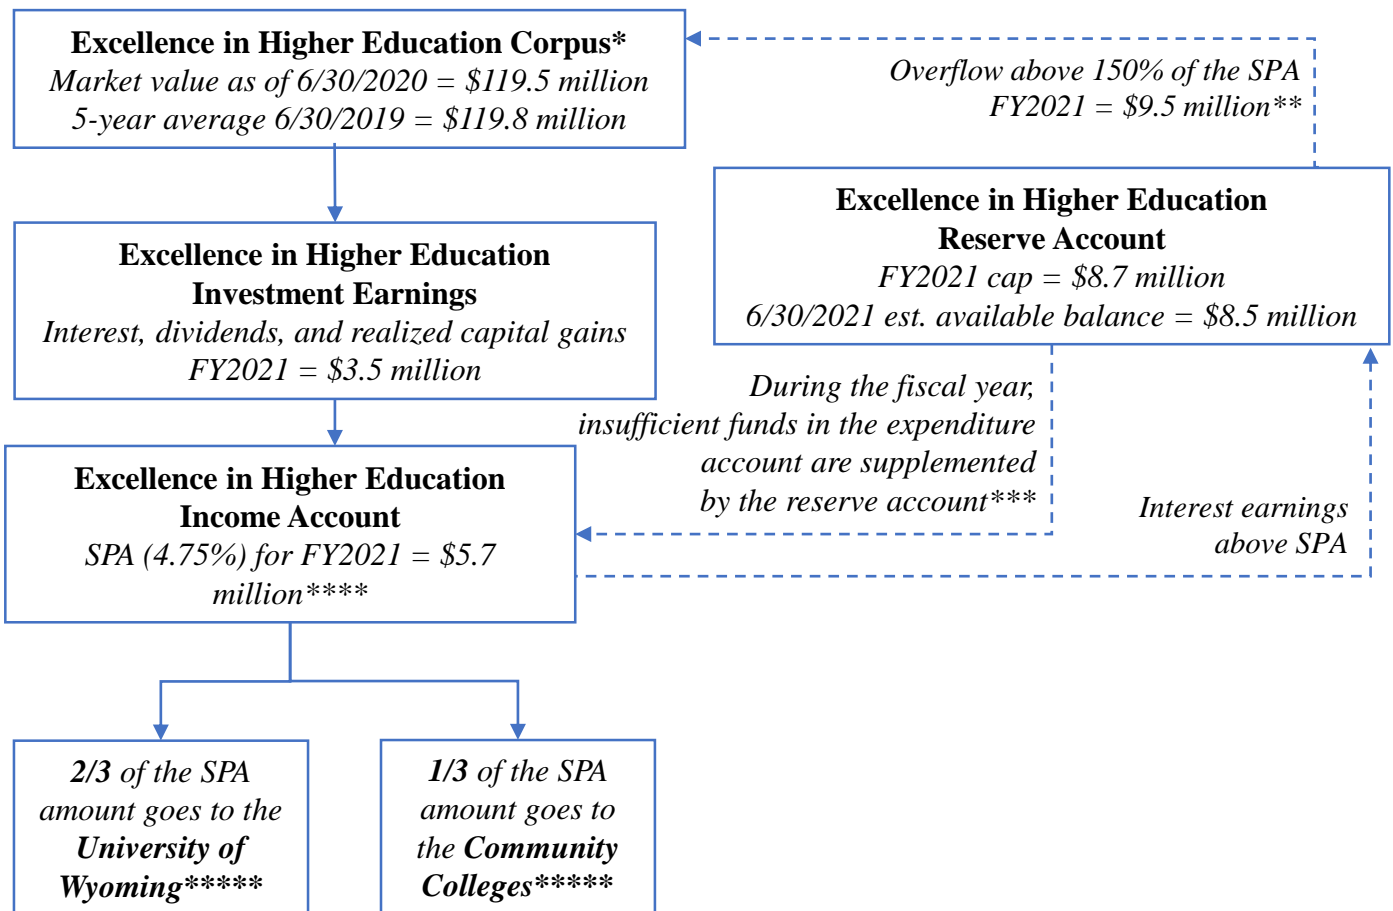 Excellence in Higher Education Corpus*
Market value as of 6/30/2020 = $119.5 million
5-year average 6/30/2019 = $119.8 million
Overflow above 150% of the SPA
FY2021 = $9.5 million**
Excellence in Higher Education
Reserve Account
FY2021 cap = $8.7 million
6/30/2021 est. available balance = $8.5 million
Excellence in Higher Education
Investment Earnings
Interest, dividends, and realized capital gains
FY2021 = $3.5 million
During the fiscal year,
insufficient funds in the expenditure
account are supplemented
by the reserve account***
Excellence in Higher Education
Income Account
SPA (4.75%) for FY2021 = $5.7
million****
Interest earnings
above SPA
2/3 of the SPA
amount goes to the
University of
Wyoming*****
1/3 of the SPA
amount goes to
the Community
Colleges*****